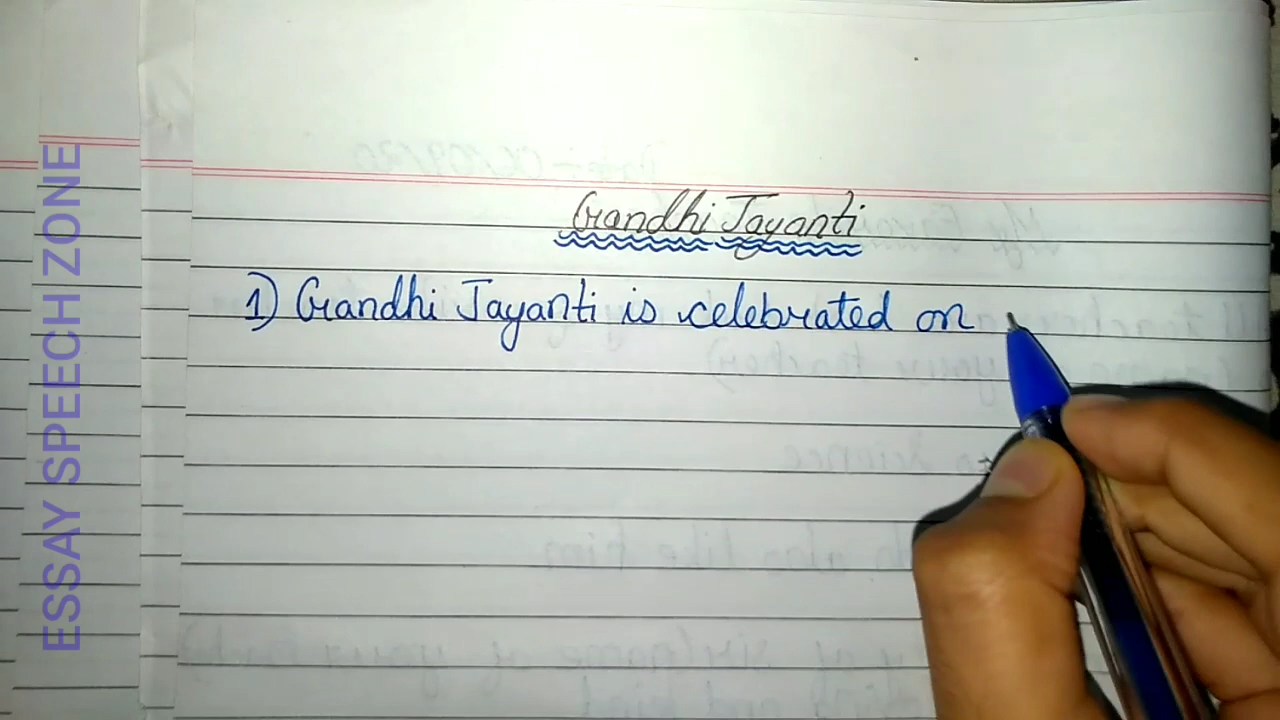 Gandhi Jayanti
1) Gandhi Jayanti is celebrated on
ESSAY SPEECH ZONE